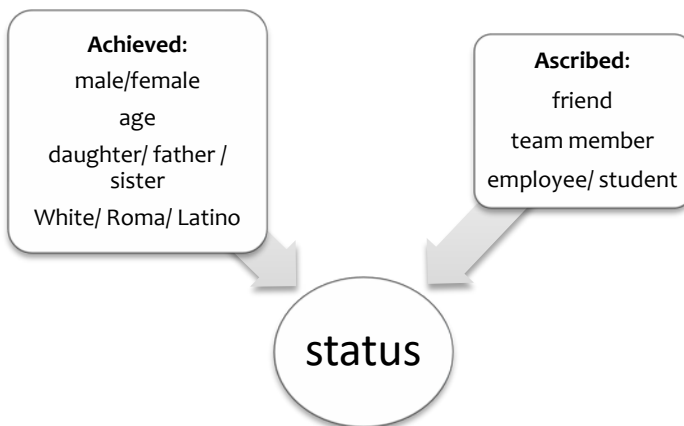 Achieved:
male/female
age
daughter/ father /
sister
White/ Roma/ Latino
Ascribed:
friend
team member
employee/ student
status